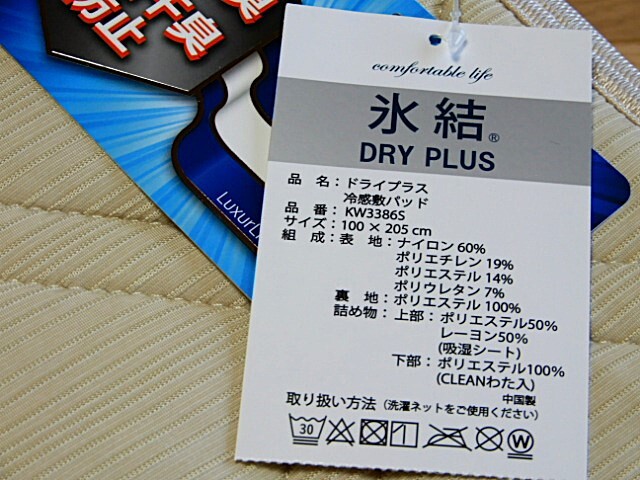 臭
防止
干臭
LuxurL
comfortable life
氷結®
DRY PLUS
品 名：ドライプラス
冷感敷パッド
品 番： KW3386S
サイズ：100 × 205 cm
組 成：表 地：ナイロン 60%
ポリエチレン 19%
ポリエステル 14%
ポリウレタン 7%
裏 地：ポリエステル 100%
詰め物：上部：ポリエステル50%
レーヨン50%
(吸湿シート)
下部：ポリエステル100%
(CLEANわた入)
中国製
取り扱い方法（洗濯ネットをご使用ください）
30 W